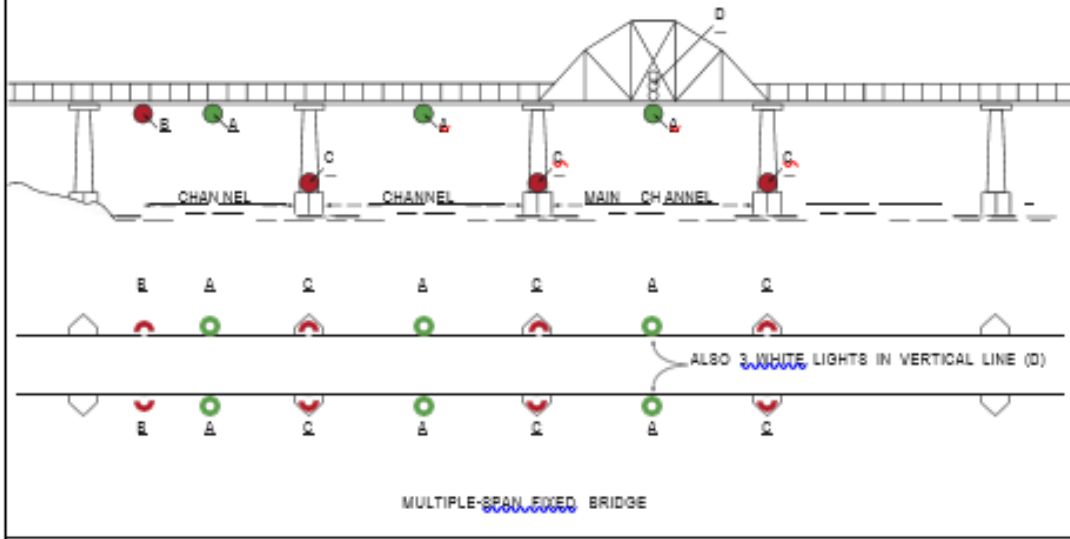 D
B A A A
C C C
CHANNEL CHANNEL MAIN CHANNEL
B A C A C A C
ALSO 3 WHITE LIGHTS IN VERTICAL LINE (D)
B A C A C A C
MULTIPLE-SPAN FIXED BRIDGE